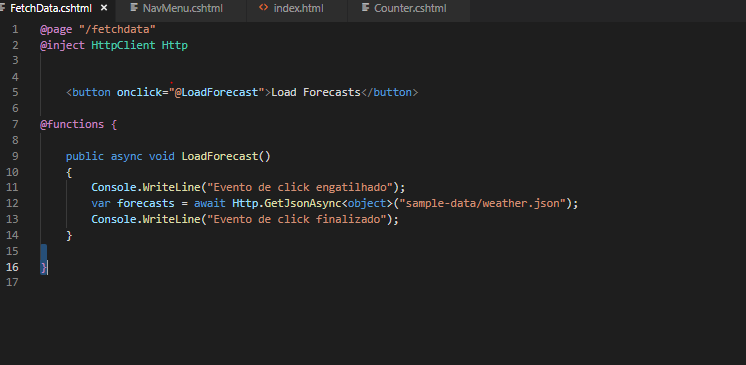 FetchData.cshtml × NavMenu.cshtml <> index.html Counter.cshtml
1 @page "/fetchdata"
2 @inject HttpClient Http
3
4
5 <button onclick="@LoadForecast">Load Forecasts</button>
6
7 @functions {
8
9 public async void LoadForecast()
10 {
11 Console.WriteLine("Evento de click engatilhado");
12 var forecasts = await Http.GetJsonAsync<object>("sample-data/weather.json");
13 Console.WriteLine("Evento de click finalizado");
14 }
15
16 }
17